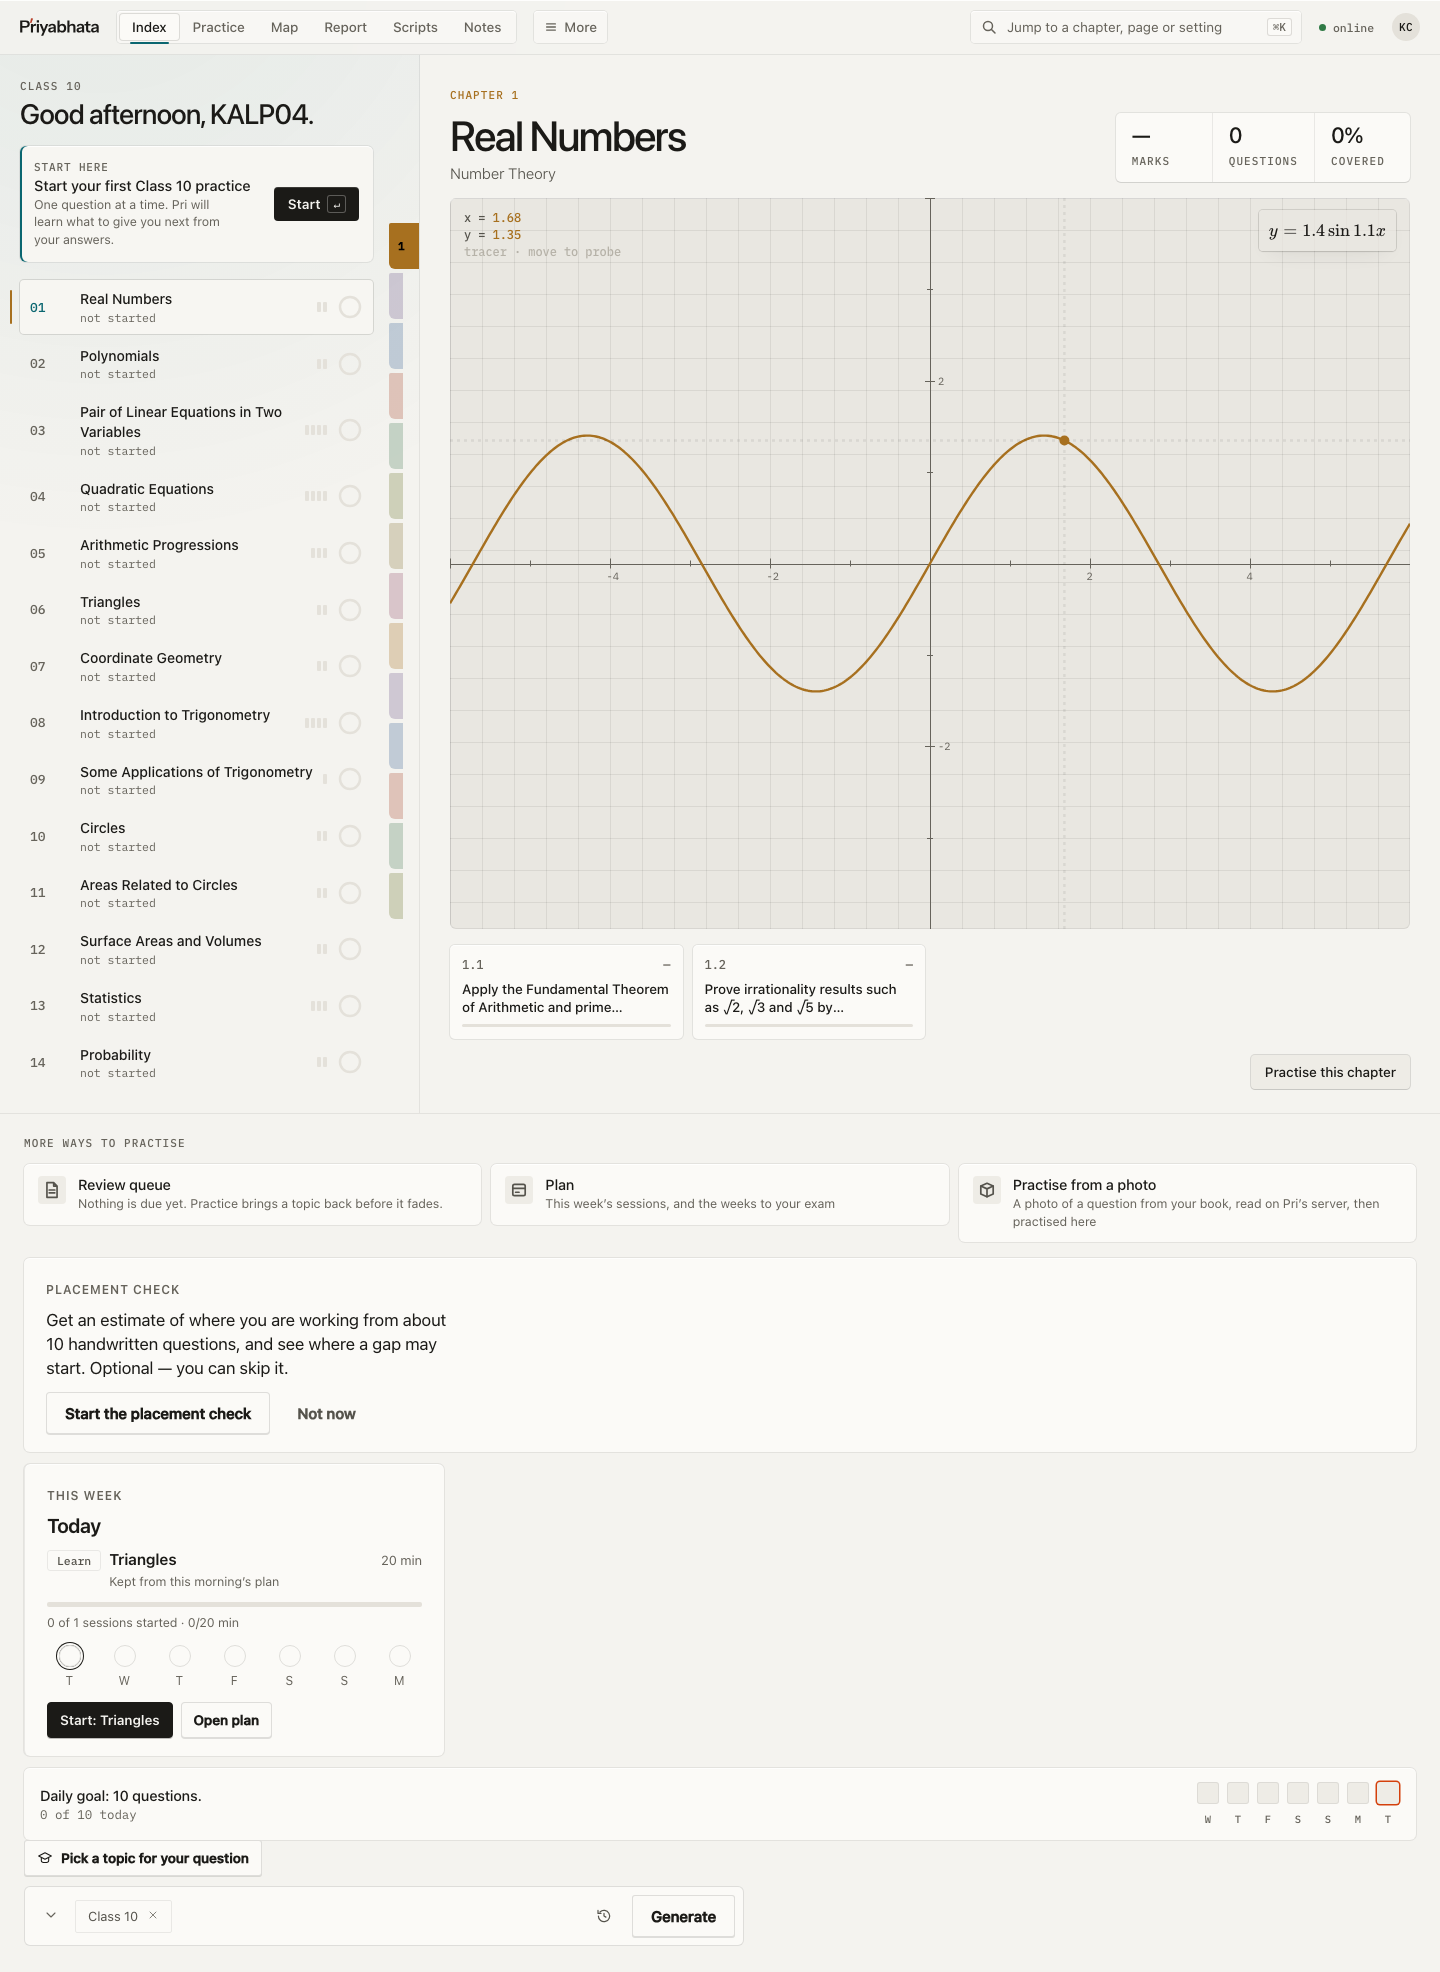 Priyabhata
Index
Practice
Map
Report
Scripts
Notes
More
Jump to a chapter, page or setting
⌘K
online
KC
CLASS 10
Good afternoon, KALP04.
START HERE
Start your first Class 10 practice
One question at a time. Pri will
learn what to give you next from
your answers.
Start ↵
1
01
Real Numbers
not started
02
Polynomials
not started
03
Pair of Linear Equations in Two
Variables
not started
04
Quadratic Equations
not started
05
Arithmetic Progressions
not started
06
Triangles
not started
07
Coordinate Geometry
not started
08
Introduction to Trigonometry
not started
09
Some Applications of Trigonometry
not started
10
Circles
not started
11
Areas Related to Circles
not started
12
Surface Areas and Volumes
not started
13
Statistics
not started
14
Probability
not started
CHAPTER 1
Real Numbers
Number Theory
—
MARKS
0
QUESTIONS
0%
COVERED
x = 1.68
y = 1.35
tracer · move to probe
y = 1.4 sin 1.1x
2
-4
-2
2
4
-2
1.1
—
Apply the Fundamental Theorem
of Arithmetic and prime…
1.2
—
Prove irrationality results such
as √2, √3 and √5 by…
Practise this chapter
MORE WAYS TO PRACTISE
Review queue
Nothing is due yet. Practice brings a topic back before it fades.
Plan
This week's sessions, and the weeks to your exam
Practise from a photo
A photo of a question from your book, read on Pri's server, then
practised here
PLACEMENT CHECK
Get an estimate of where you are working from about
10 handwritten questions, and see where a gap may
start. Optional — you can skip it.
Start the placement check
Not now
THIS WEEK
Today
Learn
Triangles
20 min
Kept from this morning's plan
0 of 1 sessions started · 0/20 min
T W T F S S M
Start: Triangles
Open plan
Daily goal: 10 questions.
0 of 10 today
W T F S S M T
Pick a topic for your question
Class 10 ×
Generate